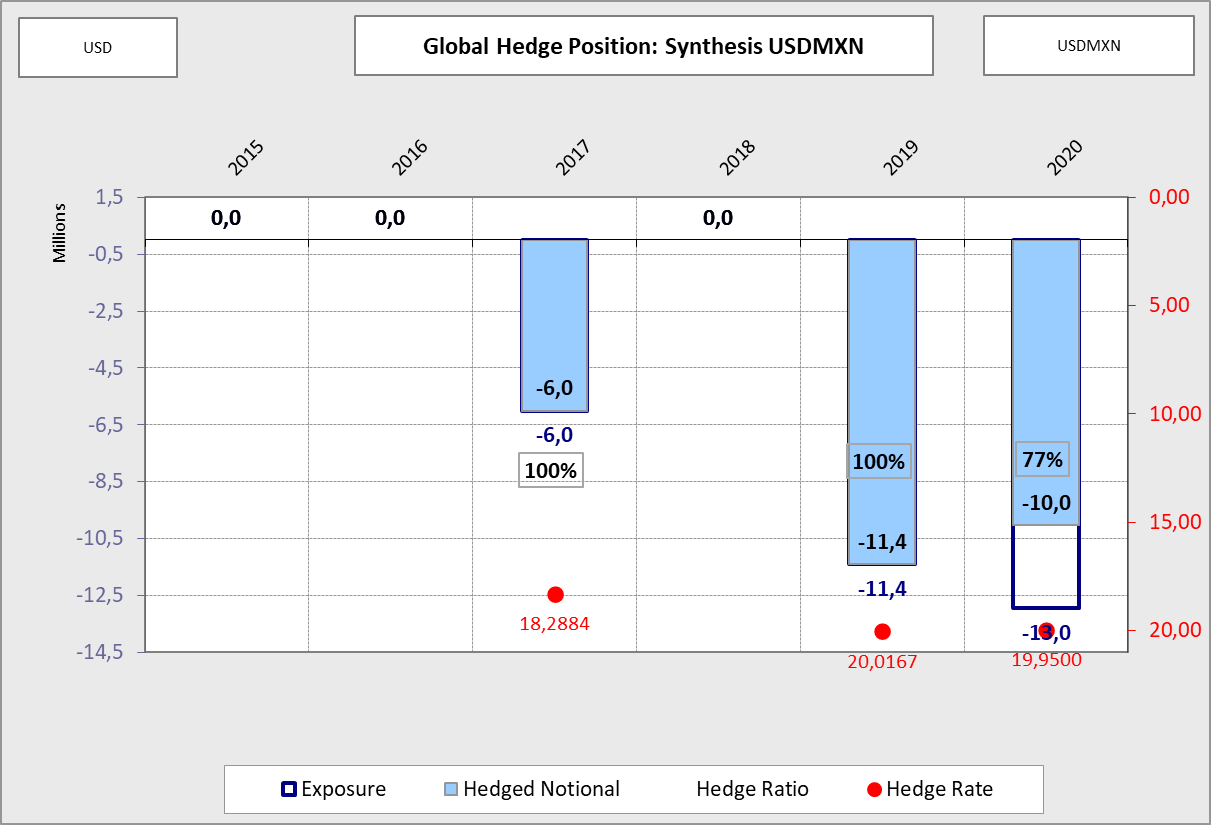 USD
Global Hedge Position: Synthesis USDMXN
USDMXN
2015 2016 2017 2018 2019 2020
Millions
1,5 0,00
0,0 0,0 0,0
-0,5
-2,5 5,00
-4,5
-6,0
-6,5 10,00
-6,0
100% 100% 77%
-8,5
-10,0
-10,5 15,00
-11,4
-11,4
-12,5
18,2884 -13,0 20,00
-14,5
20,0167 19,9500
Exposure Hedged Notional Hedge Ratio Hedge Rate